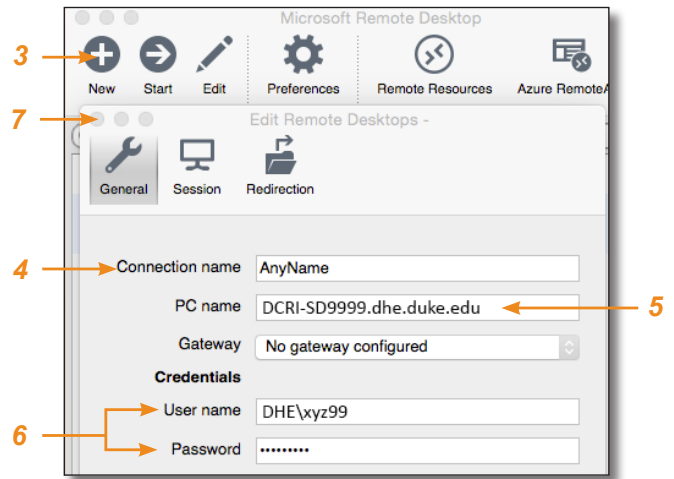 Microsoft Remote Desktop
3
New Start Edit Preferences Remote Resources Azure RemoteA
7
Edit Remote Desktops -
General Session Redirection
4
Connection name AnyName
PC name DCRI-SD9999.dhe.duke.edu
5
Gateway No gateway configured
Credentials
User name DHE\xyz99
6
Password •••••••••